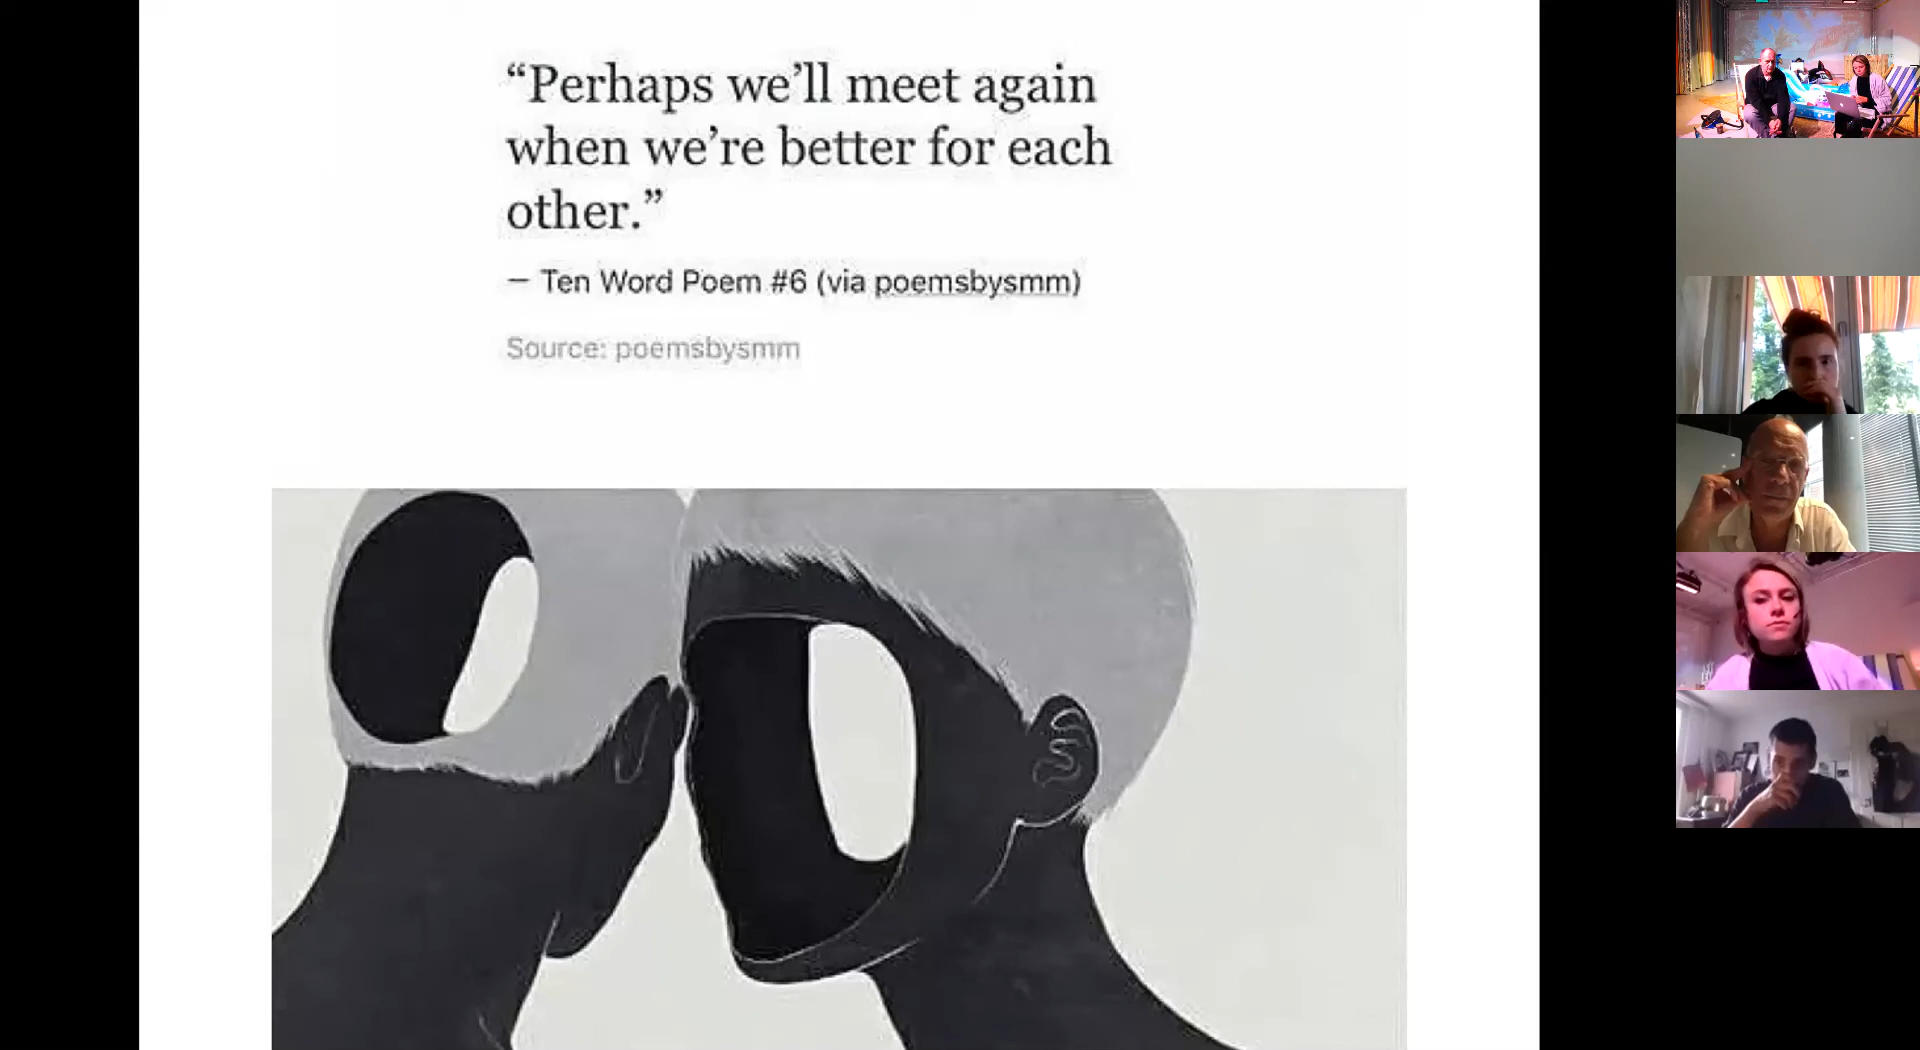 “Perhaps we’ll meet again
when we’re better for each
other.”
— Ten Word Poem #6 (via poemsbysmm)
Source: poemsbysmm